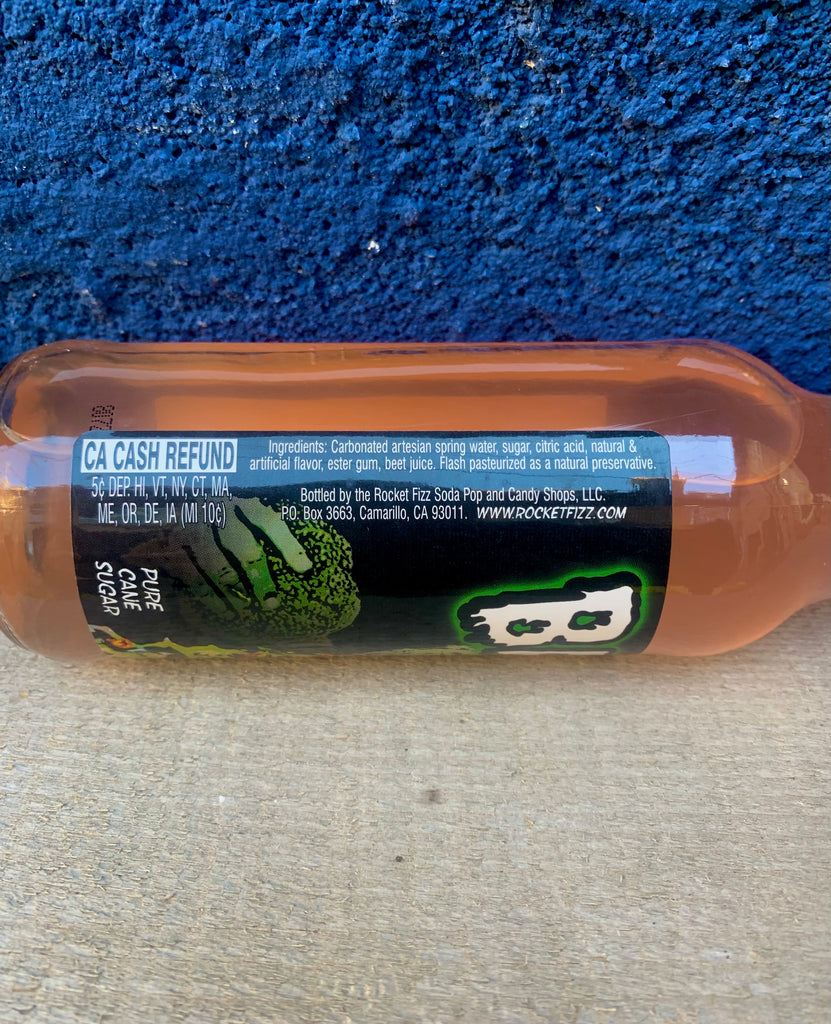 CA CASH REFUND
5¢ DEP. HI, VT, NY, CT, MA,
ME, OR, DE, IA (MI 10¢)
Ingredients: Carbonated artesian spring water, sugar, citric acid, natural &
artificial flavor, ester gum, beet juice. Flash pasteurized as a natural preservative.
Bottled by the Rocket Fizz Soda Pop and Candy Shops, LLC.
P.O. Box 3663, Camarillo, CA 93011. WWW.ROCKETFIZZ.COM
PURE
CANE
SUGAR
B